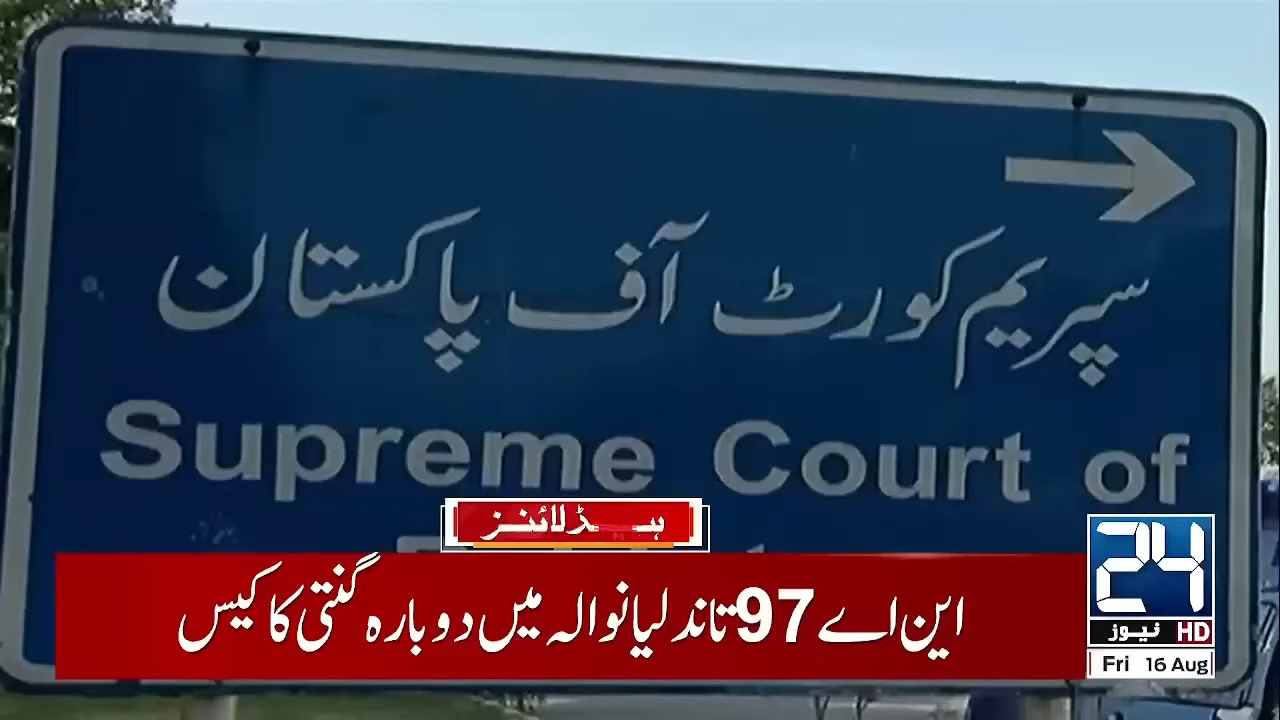 سپریم کورٹ آف پاکستان
Supreme Court of
ہیڈلائنز
این اے 97 تاندلیانوالہ میں دوبارہ گنتی کا کیس
24
نیوز HD
Fri 16 Aug